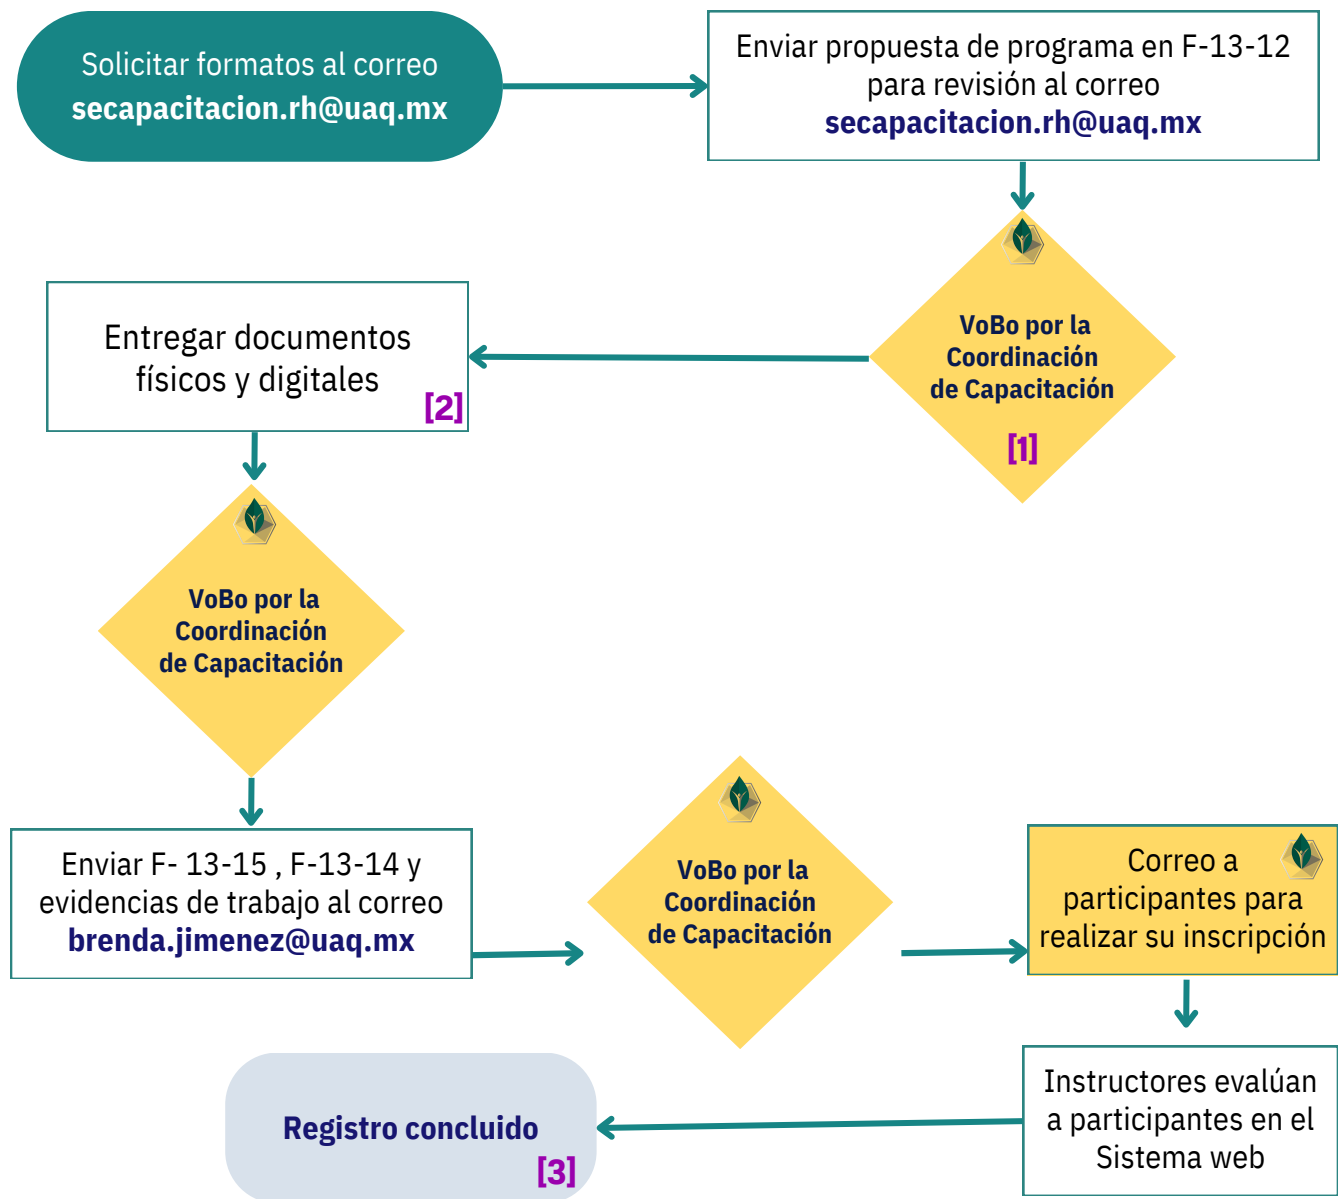 Solicitar formatos al correo
secapacitacion.rh@uaq.mx
Enviar propuesta de programa en F-13-12
para revisión al correo
secapacitacion.rh@uaq.mx
VoBo por la
Coordinación
de Capacitación
[1]
Entregar documentos
físicos y digitales
[2]
VoBo por la
Coordinación
de Capacitación
Enviar F- 13-15 , F-13-14 y
evidencias de trabajo al correo
brenda.jimenez@uaq.mx
VoBo por la
Coordinación
de Capacitación
Correo a
participantes para
realizar su inscripción
Instructores evalúan
a participantes en el
Sistema web
Registro concluido
[3]